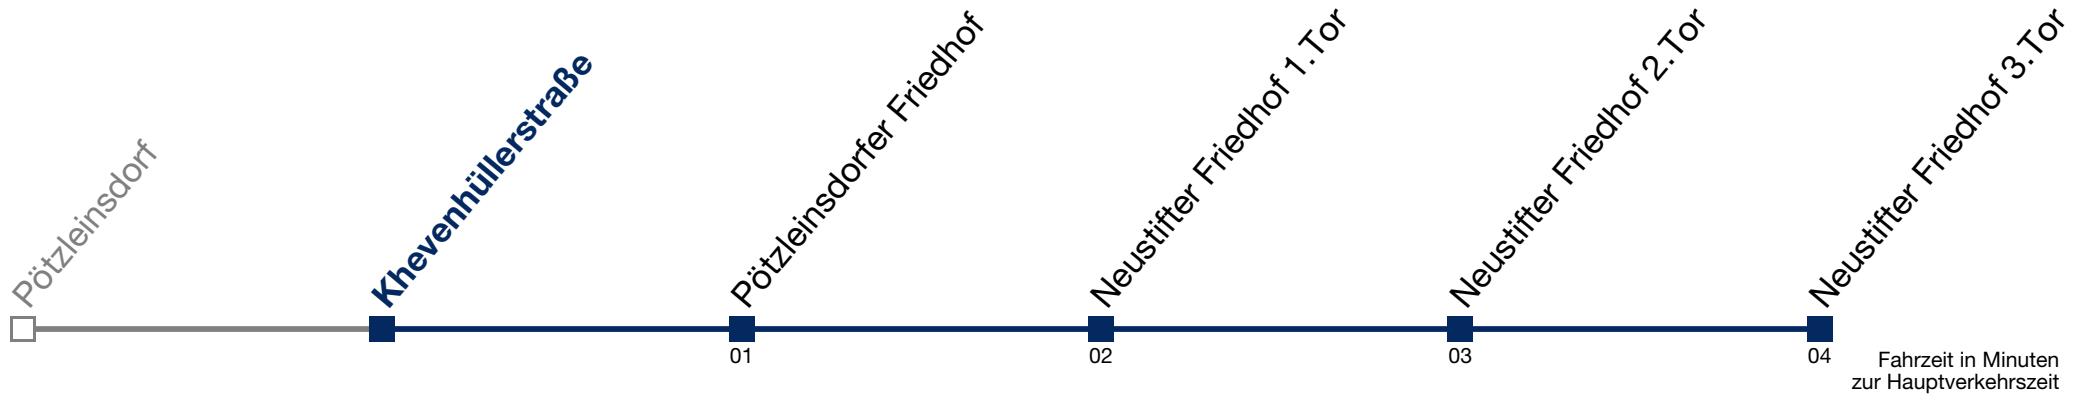 Pötzleinsdorf
Khevenhüllerstraße
Pötzleinsdorfer Friedhof
Neustifter Friedhof 1.Tor
Neustifter Friedhof 2.Tor
Neustifter Friedhof 3.Tor
01
02
03
04
Fahrzeit in Minuten
zur Hauptverkehrszeit